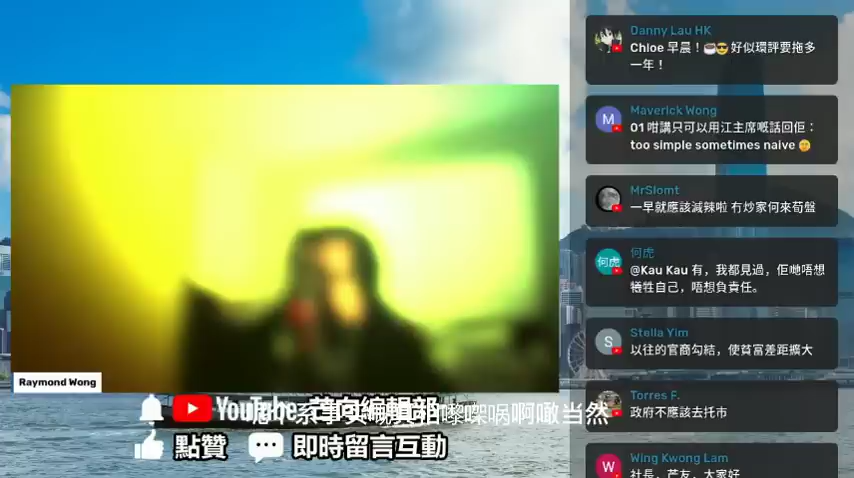 Raymond Wong
YouTube
點贊
即時留言互動
Danny Lau HK
Chloe 早晨！☕😎 好似環評要拖多
一年！
M
Maverick Wong
01 咁講只可以用江主席嘅話回佢：
too simple sometimes naive
MrSlomt
一早就應該減辣啦 冇炒家何來荀盤
何虎
何虎
@Kau Kau 有，我都見過，佢哋唔想
犧牲自己，唔想負責任。
S
Stella Yim
以往的官商勾結，使貧富差距擴大
Torres F.
政府不應該去托市
W
Wing Kwong Lam
社長，芒友，大家好